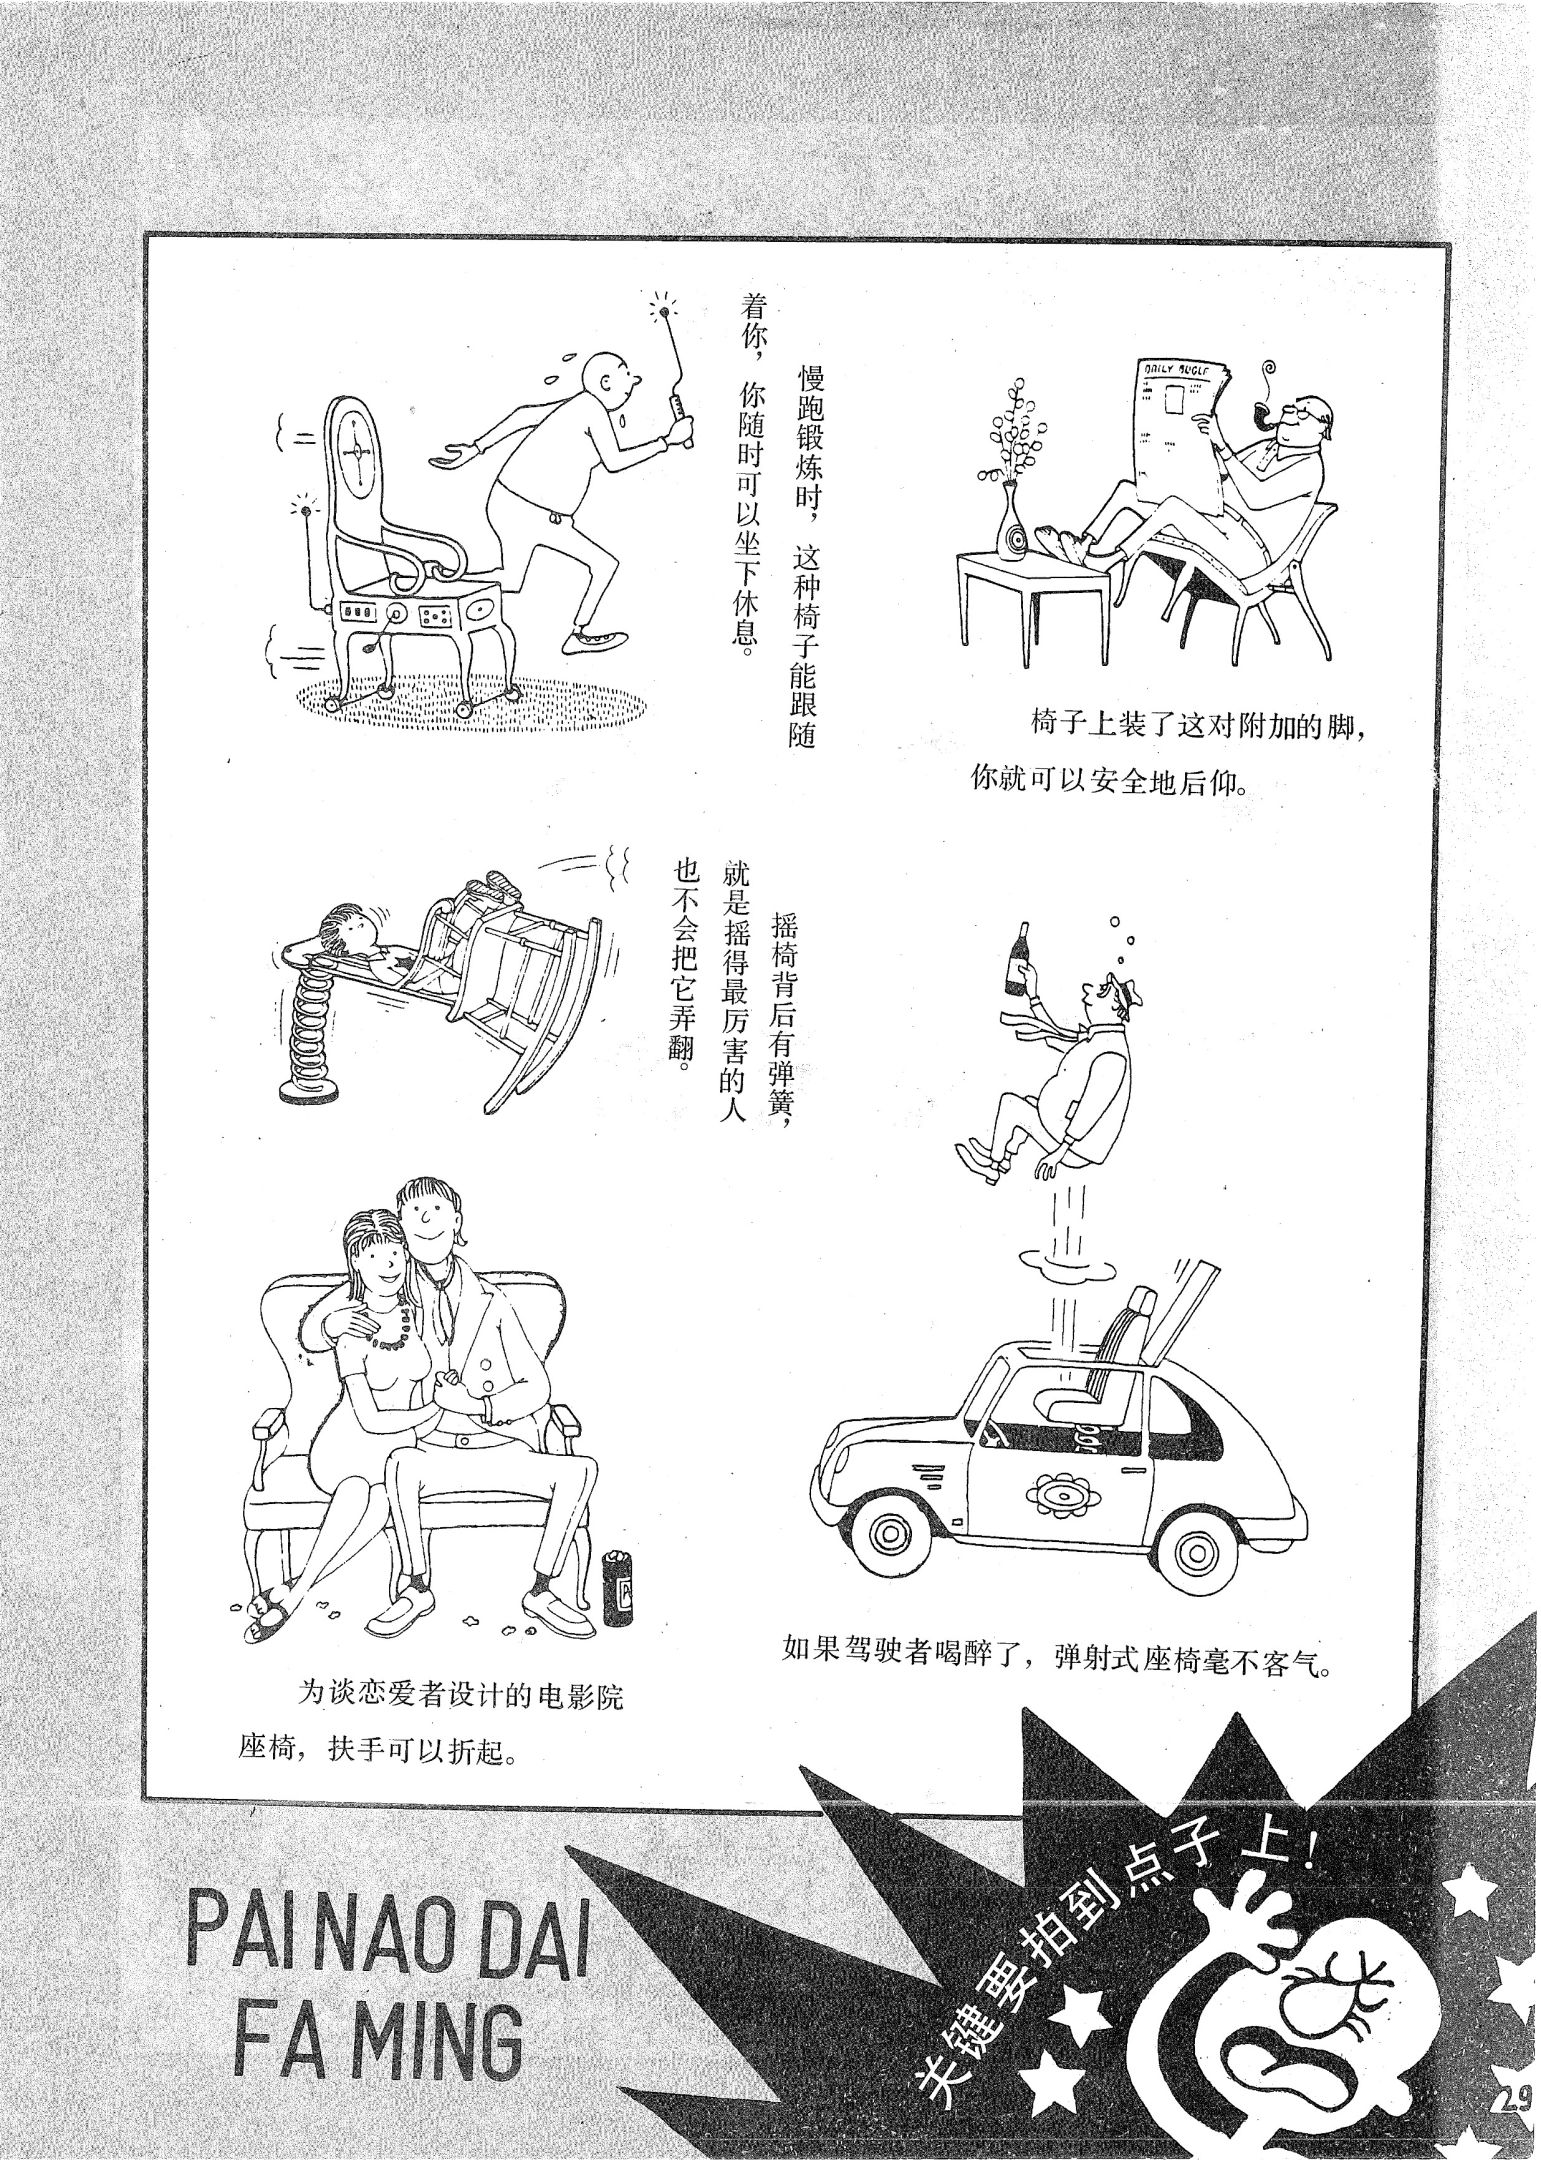 慢跑锻炼时，这种椅子能跟随
着你，你随时可以坐下休息。
DAILY BUGLE
椅子上装了这对附加的脚，
你就可以安全地后仰。
摇椅背后有弹簧，
就是摇得最厉害的人
也不会把它弄翻。
如果驾驶者喝醉了，弹射式座椅毫不客气。
为谈恋爱者设计的电影院
座椅，扶手可以折起。
关键要拍到点子上！
PAI NAO DAI
FA MING
29